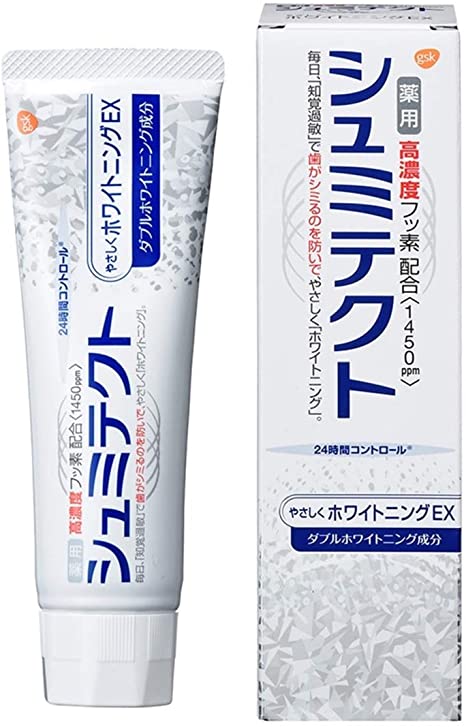 gsk
やさしくホワイトニングEX
ダブルホワイトニング成分
24時間コントロール®
薬用
高濃度フッ素 配合〈1450ppm〉
シュミテクト
毎日、「知覚過敏」で歯がシミるのを防いで、やさしく「ホワイトニング」。
gsk
薬用
シュミテクト
高濃度フッ素 配合〈1450ppm〉
毎日、「知覚過敏」で歯がシミるのを防いで、やさしく「ホワイトニング」。
24時間コントロール®
やさしくホワイトニングEX
ダブルホワイトニング成分